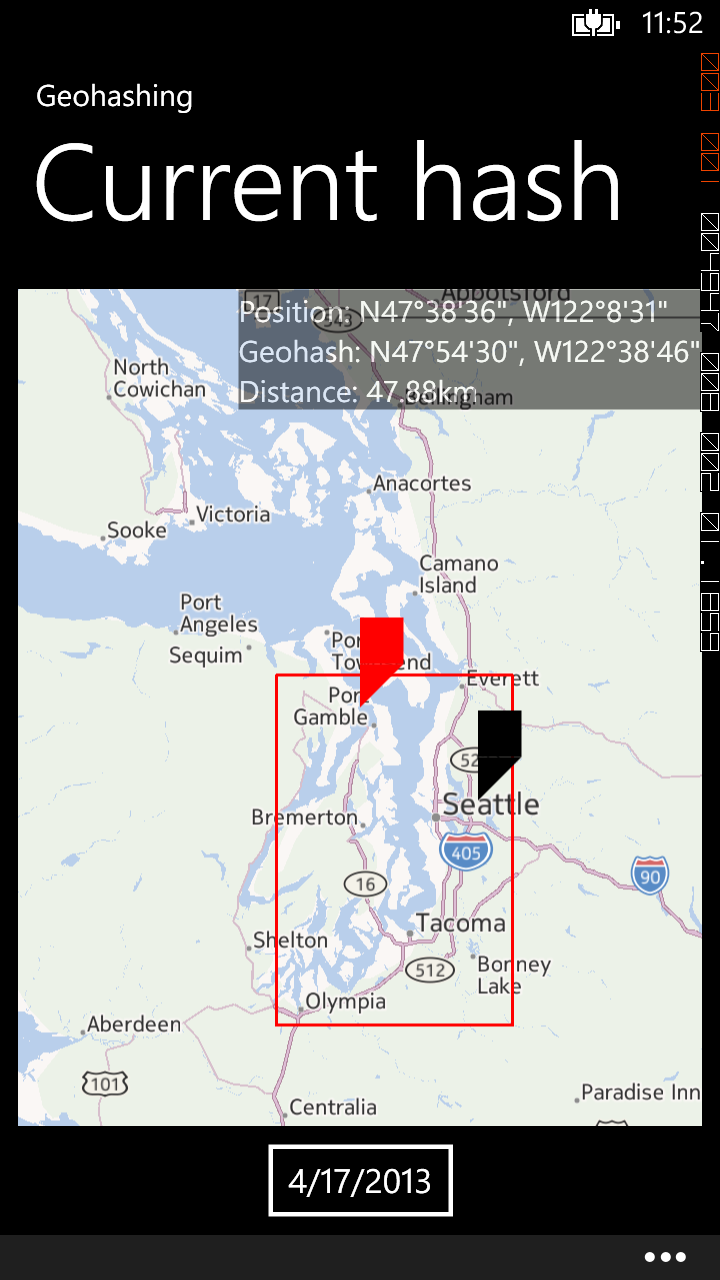 11:52
Geohashing
Current hash
17
Abbotsford
543
Position: N47°38'36", W122°8'31"
Geohash: N47°54'30", W122°38'46"
Distance: 47.88km
Bellingham
North
Cowichan
Anacortes
Victoria
Sooke
Camano
Island
Port
Angeles
Sequim
Port
Townsend
Everett
Port
Gamble
Seattle
Bremerton
405
90
16
Tacoma
Shelton
512
Bonney
Lake
Olympia
Aberdeen
101
Centralia
Paradise Inn
4/17/2013